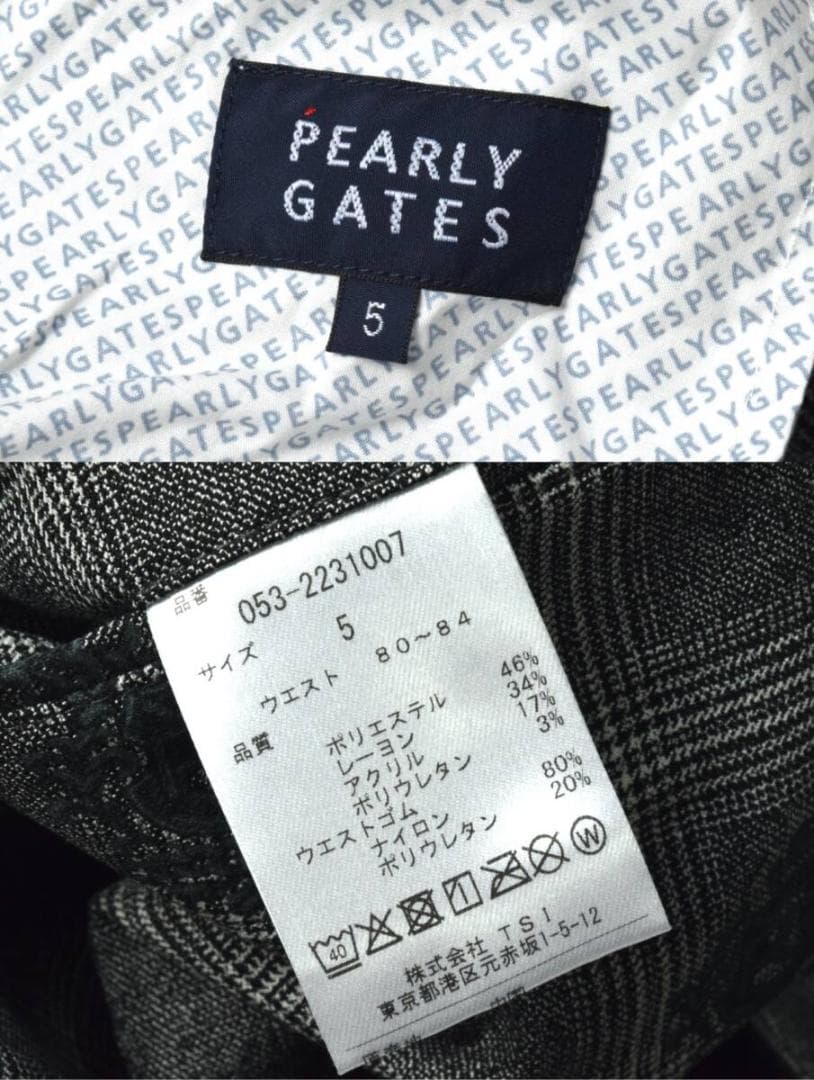 PEARLY
GATES
5
品番 053-2231007
サイズ 5
ウエスト 80~84
品質 ポリエステル 46%
レーヨン 34%
アクリル 17%
ポリウレタン 3%
ウエストゴム
ナイロン 80%
ポリウレタン 20%
40
W
株式会社 TSI
東京都港区元赤坂1-5-12